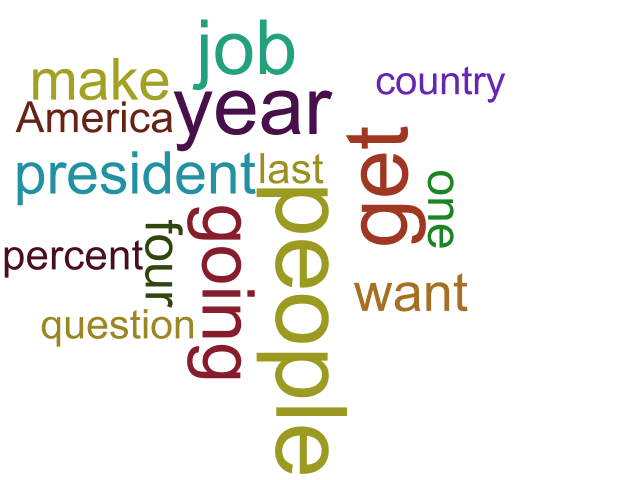 job
make
country
year
America
president
last
get
one
people
going
four
percent
want
question